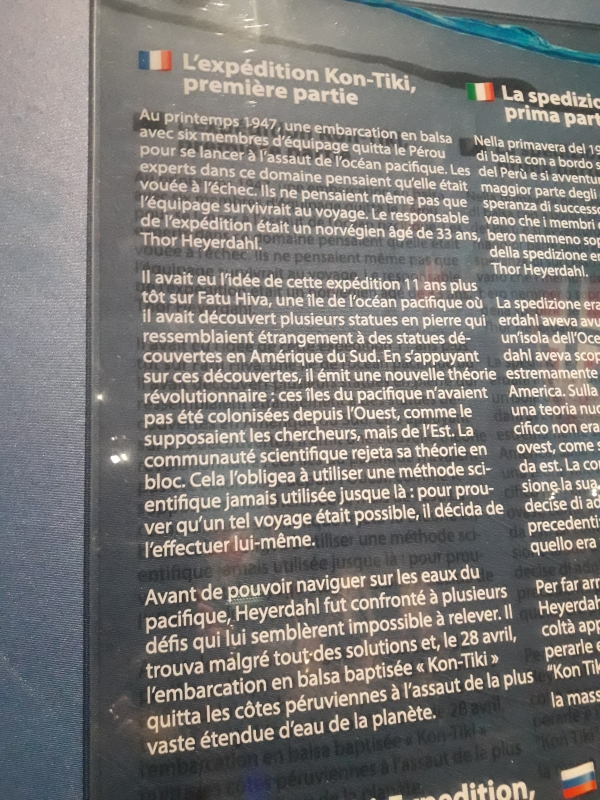 L'expédition Kon-Tiki,
première partie
Au printemps 1947, une embarcation en balsa
avec six membres d'équipage quitta le Pérou
pour se lancer à l'assaut de l'océan pacifique. Les
experts dans ce domaine pensaient qu'elle était
vouée à l'échec. Ils ne pensaient même pas que
l'équipage survivrait au voyage. Le responsable
de l'expédition était un norvégien âgé de 33 ans,
Thor Heyerdahl.
Il avait eu l'idée de cette expédition 11 ans plus
tôt sur Fatu Hiva, une île de l'océan pacifique où
il avait découvert plusieurs statues en pierre qui
ressemblaient étrangement à des statues dé-
couvertes en Amérique du Sud. En s'appuyant
sur ces découvertes, il émit une nouvelle théorie
révolutionnaire : ces îles du pacifique n'avaient
pas été colonisées depuis l'Ouest, comme le
supposaient les chercheurs, mais de l'Est. La
communauté scientifique rejeta sa théorie en
bloc. Cela l'obligea à utiliser une méthode sci-
entifique jamais utilisée jusque là : pour prou-
ver qu'un tel voyage était possible, il décida de
l'effectuer lui-même.
Avant de pouvoir naviguer sur les eaux du
pacifique, Heyerdahl fut confronté à plusieurs
défis qui lui semblèrent impossible à relever. Il
trouva malgré tout des solutions et, le 28 avril,
l'embarcation en balsa baptisée « Kon-Tiki »
quitta les côtes péruviennes à l'assaut de la plus
vaste étendue d'eau de la planète.
La spedizio
prima part
Nella primavera del 19
di balsa con a bordo s
del Perù e si avventur
maggior parte degli
speranza di successo
vano che i membri d
bero nemmeno sop
della spedizione er
Thor Heyerdahl.
La spedizione era
erdahl aveva avu
un'isola dell'Oce
dahl aveva scop
estremamente
America. Sulla
una teoria nuo
cifico non era
ovest, come s
da est. La co
sione la sua
decise di ad
precedenti
quello era
Per far arr
Heyerdah
coltà app
perarle e
"Kon Tik
la mass
Expedition,